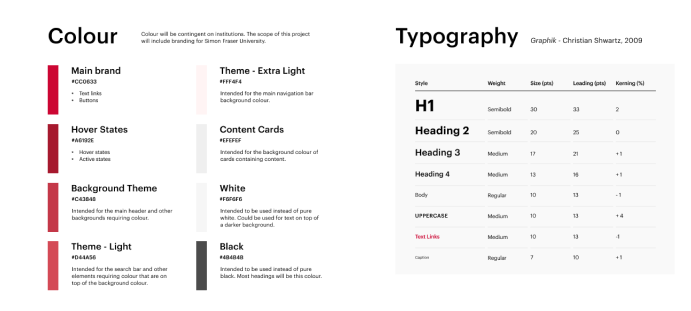 Colour
Colour will be contingent on institutions. The scope of this project
will include branding for Simon Fraser University.
Main brand
#CC0633
• Text links
• Buttons
Hover States
#A6192E
• Hover states
• Active states
Background Theme
#C43B48
Intended for the main header and other
backgrounds requiring colour.
Theme - Light
#D44A56
Intended for the search bar and other
elements requiring colour that are on
top of the background colour.
Theme - Extra Light
#FFF4F4
Intended for the main navigation bar
background colour.
Content Cards
#EFEFEF
Intended for the background colour of
cards containing content.
White
#F6F6F6
Intended to be used instead of pure
white. Could be used for text on top of
a darker background.
Black
#4B4B4B
Intended to be used instead of pure
black. Most headings will be this colour.
Typography
Graphik - Christian Shwartz, 2009
Style Weight Size (pts) Leading (pts) Kerning (%)
H1 Semibold 30 33 2
Heading 2 Semibold 20 25 0
Heading 3 Medium 17 21 +1
Heading 4 Medium 13 16 +1
Body Regular 10 13 -1
UPPERCASE Medium 10 13 +4
Text Links Medium 10 13 -1
Caption Regular 7 10 +1